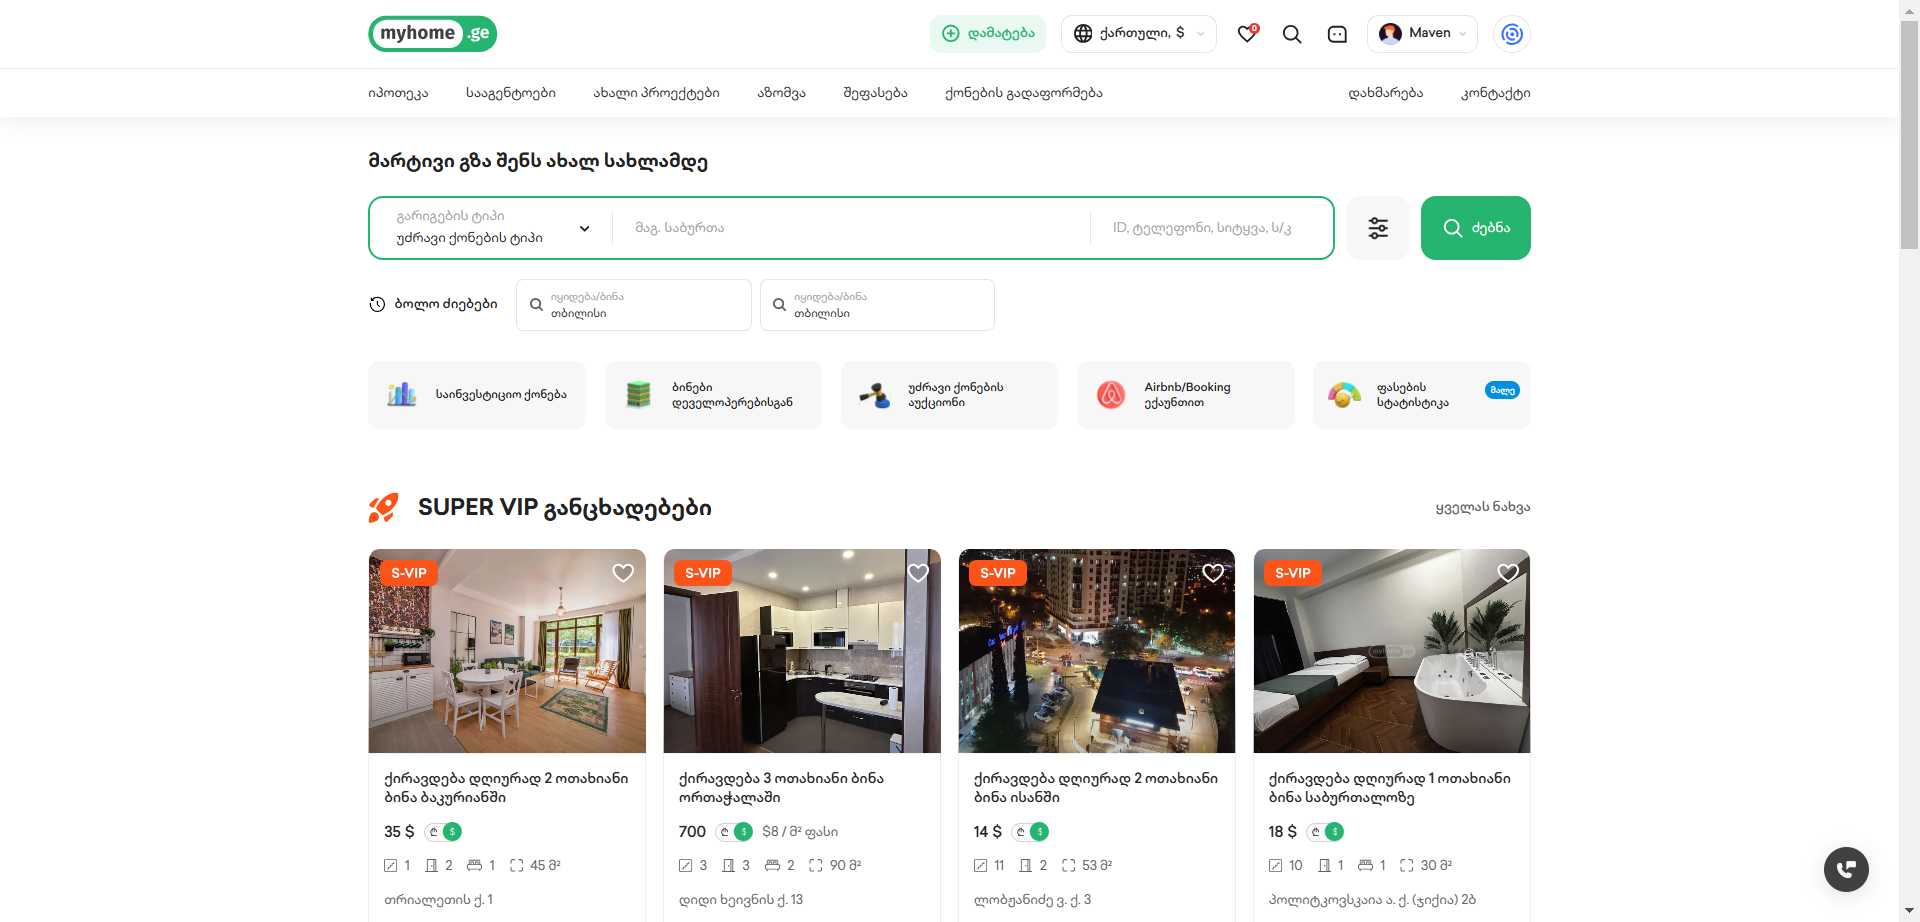 myhome.ge
დამატება
ქართული, $
0
Maven
იპოთეკა
სააგენტოები
ახალი პროექტები
აზომვა
შეფასება
ქონების გადაფორმება
დახმარება
კონტაქტი
მარტივი გზა შენს ახალ სახლამდე
გარიგების ტიპი
უძრავი ქონების ტიპი
მაგ. საბურთა
ID, ტელეფონი, სიტყვა, ს/კ
ძებნა
ბოლო ძიებები
იყიდება/ბინა
თბილისი
იყიდება/ბინა
თბილისი
საინვესტიციო ქონება
ბინები
დეველოპერებისგან
უძრავი ქონების
აუქციონი
Airbnb/Booking
ექაუნთით
ფასების
სტატისტიკა
მალე
SUPER VIP განცხადებები
ყველას ნახვა
S-VIP
ქირავდება დღიურად 2 ოთახიანი
ბინა ბაკურიანში
35 $ ₾ $
1 2 1 45 მ²
თრიალეთის ქ. 1
S-VIP
ქირავდება 3 ოთახიანი ბინა
ორთაჭალაში
700 ₾ $ $8 / მ² ფასი
3 3 2 90 მ²
დიდი ხეივნის ქ. 13
S-VIP
ქირავდება დღიურად 2 ოთახიანი
ბინა ისანში
14 $ ₾ $
11 2 53 მ²
ლობჟანიძე ვ. ქ. 3
S-VIP
myhome
ქირავდება დღიურად 1 ოთახიანი
ბინა საბურთალოზე
18 $ ₾ $
10 1 1 30 მ²
პოლიტკოვსკაია ა. ქ. (ჯიქია) 2ბ